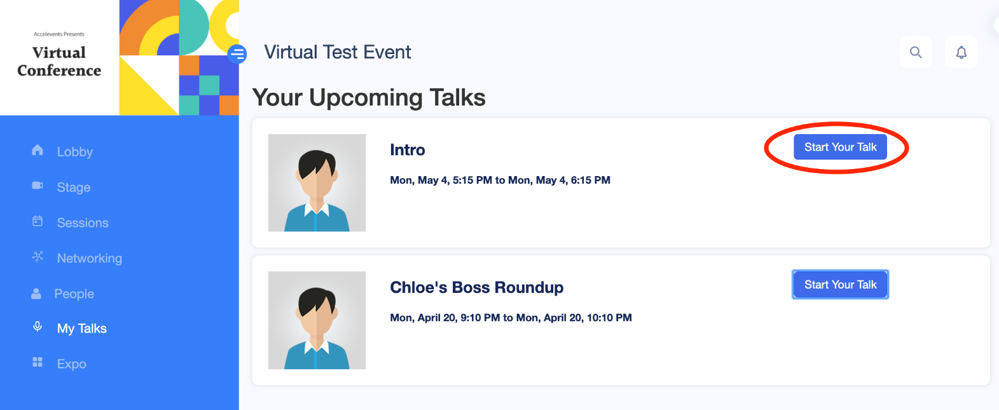 Accelevents Presents
Virtual
Conference
Virtual Test Event
Your Upcoming Talks
Lobby
Stage
Sessions
Networking
People
My Talks
Expo
Intro
Start Your Talk
Mon, May 4, 5:15 PM to Mon, May 4, 6:15 PM
Chloe's Boss Roundup
Start Your Talk
Mon, April 20, 9:10 PM to Mon, April 20, 10:10 PM